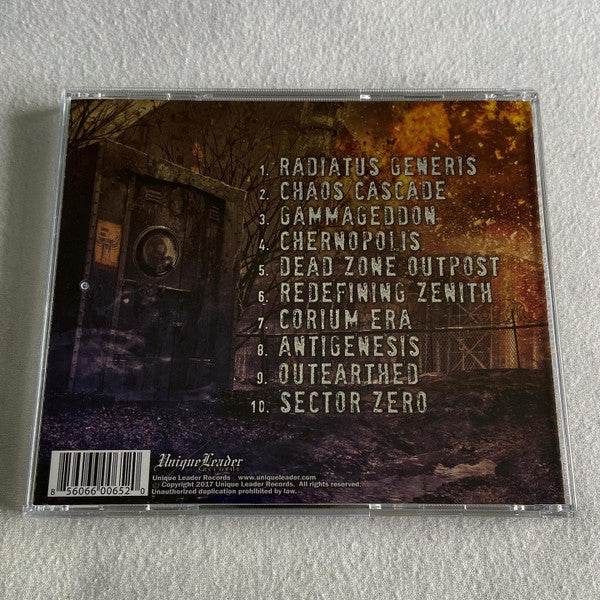 1. RADIATUS GENERIS
2. CHAOS CASCADE
3. GAMMAGEDDON
4. CHERNOPOLIS
5. DEAD ZONE OUTPOST
6. REDEFINING ZENITH
7. CORIUM ERA
8. ANTIGENESIS
9. OUTEARTHED
10. SECTOR ZERO
Unique Leader
RECORDS
Unique Leader Records www.uniqueleader.com
© Copyright 2017 Unique Leader Records. All rights reserved.
Unauthorized duplication prohibited by law.
8 56066 00652 0